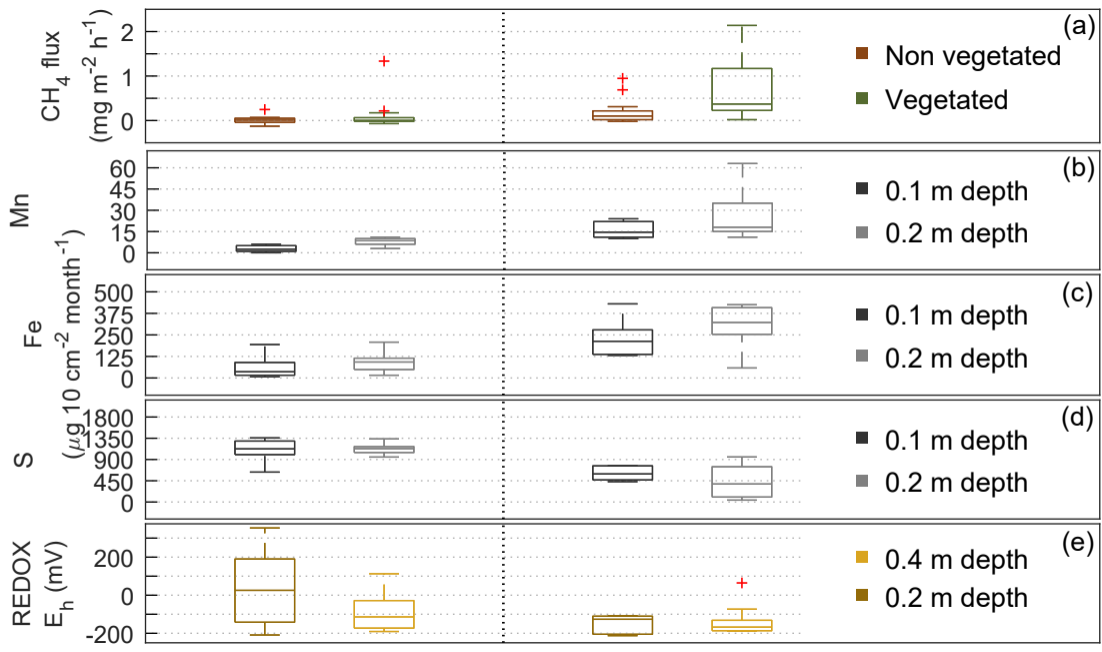 CH4 flux
(mg m-2 h-1)
2
1
0
(a)
Non vegetated
Vegetated
Mn
60
45
30
15
0
(b)
0.1 m depth
0.2 m depth
Fe
(µg 10 cm-2 month-1)
500
375
250
125
0
(c)
0.1 m depth
0.2 m depth
S
1800
1350
900
450
0
(d)
0.1 m depth
0.2 m depth
REDOX
Eh (mV)
200
0
-200
(e)
0.4 m depth
0.2 m depth